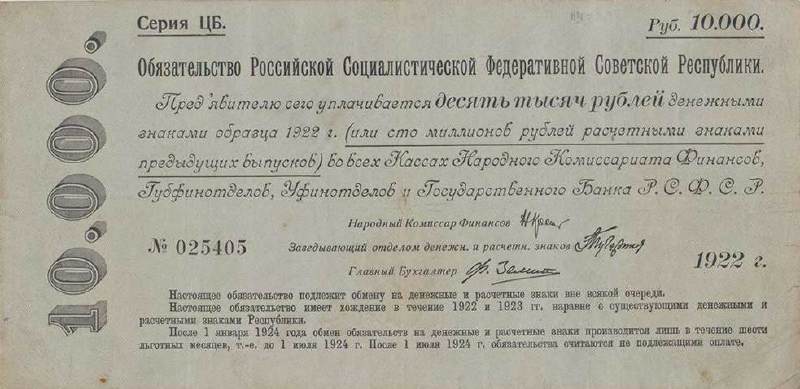 Серия ЦБ.
Руб. 10.000.
Обязательство Российской Социалистической Федеративной Советской Республики.
Пред'явителю сего уплачивается десять тысяч рублей денежными
знаками образца 1922 г. (или сто миллионов рублей расчетными знаками
предыдущих выпусков) во всех Кассах Народного Комиссариата Финансов,
Губфинотделов, Уфинотделов и Государственного Банка Р. С. Ф. С. Р.
Народный Комиссар Финансов
№ 025405
Заведывающий отделом денежн. и расчетн. знаков
Главный Бухгалтер
1922 г.
Настоящее обязательство подлежит обмену на денежные и расчетные знаки вне всякой очереди.
Настоящее обязательство имеет хождение в течение 1922 и 1923 гг. наравне с существующими денежными и
расчетными знаками Республики.
После 1 января 1924 года обмен обязательств на денежные и расчетные знаки производится лишь в течение шести
льготных месяцев, т.-е. до 1 июля 1924 г. После 1 июля 1924 г. обязательства считаются не подлежащими оплате.
10.000.